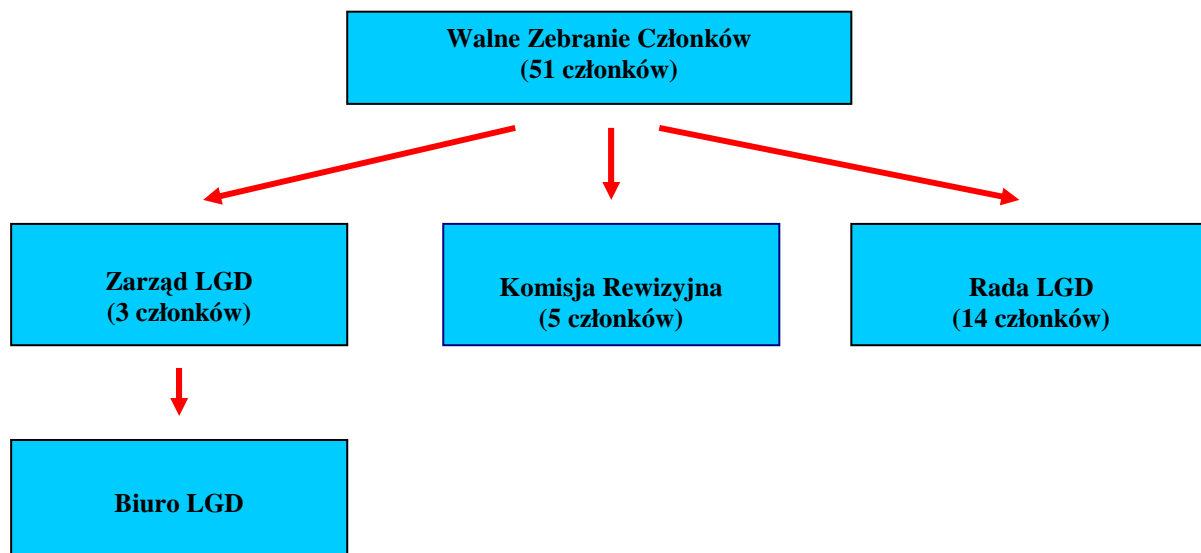 Walne Zebranie Członków
(51 członków)
Zarząd LGD
(3 członków)
Komisja Rewizyjna
(5 członków)
Rada LGD
(14 członków)
Biuro LGD